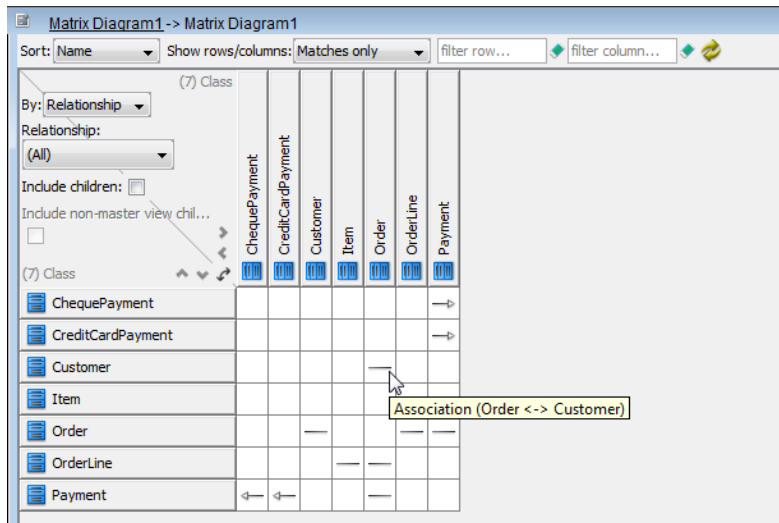 Matrix Diagram1 -> Matrix Diagram1
Sort: Name Show rows/columns: Matches only filter row... filter column...
(7) Class
By: Relationship
Relationship:
(All)
Include children:
Include non-master view chil...
(7) Class
ChequePayment
CreditCardPayment
Customer
Item
Order
OrderLine
Payment
ChequePayment
CreditCardPayment
Customer
Item
Association (Order <-> Customer)
Order
OrderLine
Payment